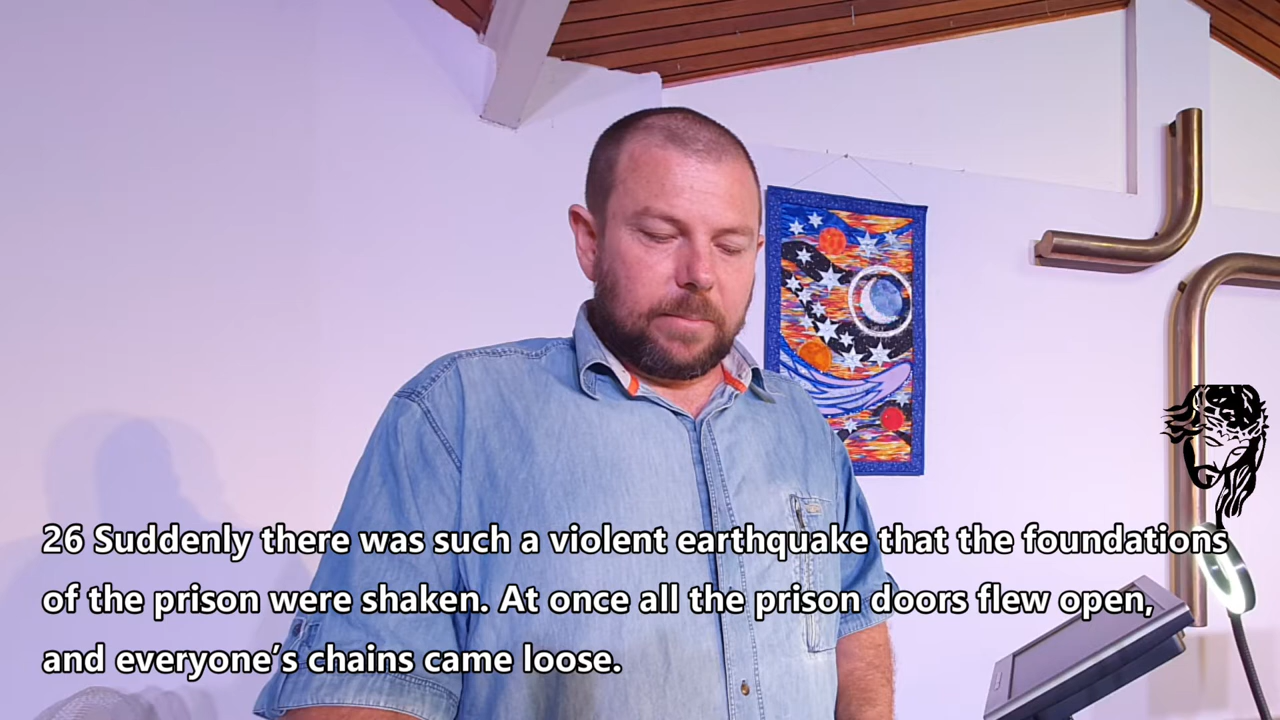 26 Suddenly there was such a violent earthquake that the foundations
of the prison were shaken. At once all the prison doors flew open,
and everyone’s chains came loose.